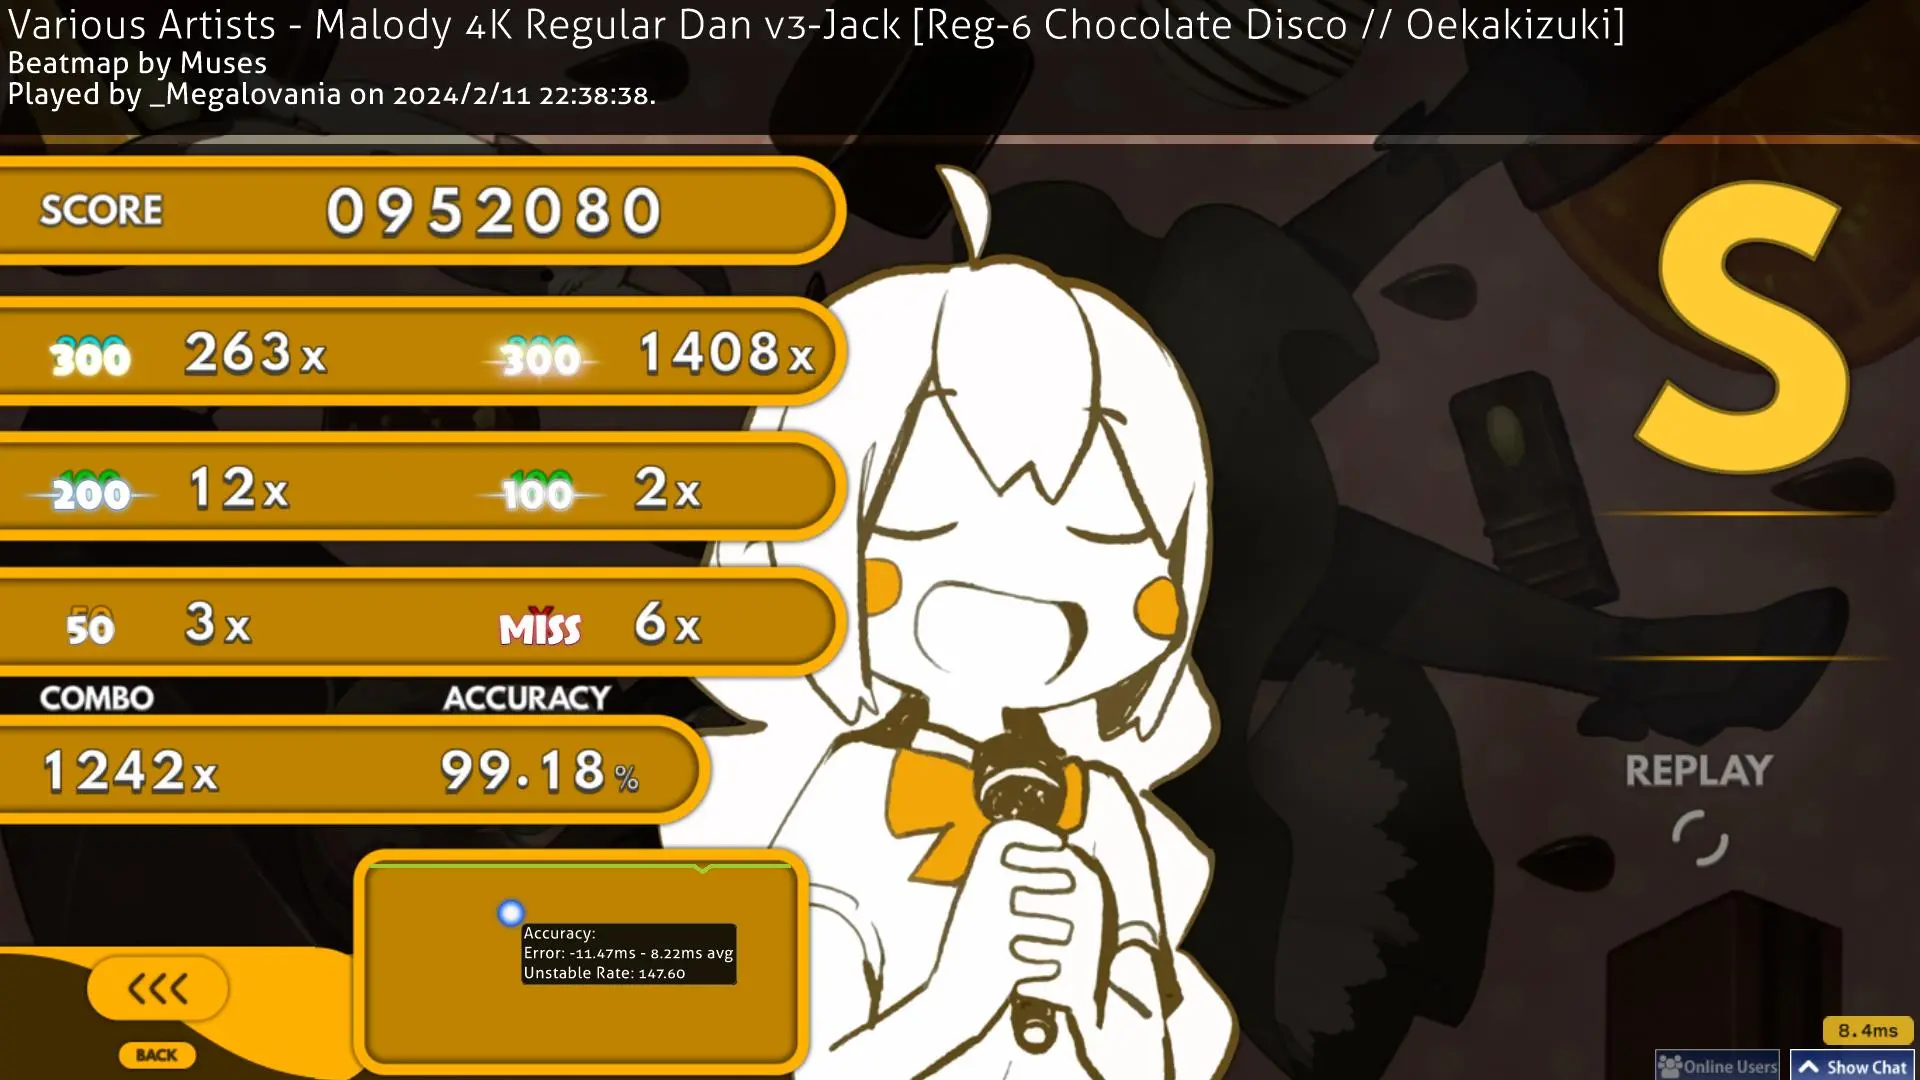 Various Artists - Malody 4K Regular Dan v3-Jack [Reg-6 Chocolate Disco // Oekakizuki]
Beatmap by Muses
Played by _Megalovania on 2024/2/11 22:38:38.
SCORE 0952080
300 263x 300 1408x
200 12x 100 2x
50 3x MISS 6x
COMBO ACCURACY
1242x 99.18%
REPLAY
Accuracy:
Error: -11.47ms - 8.22ms avg
Unstable Rate: 147.60
<<<
BACK
8.4ms
Online Users Show Chat
S